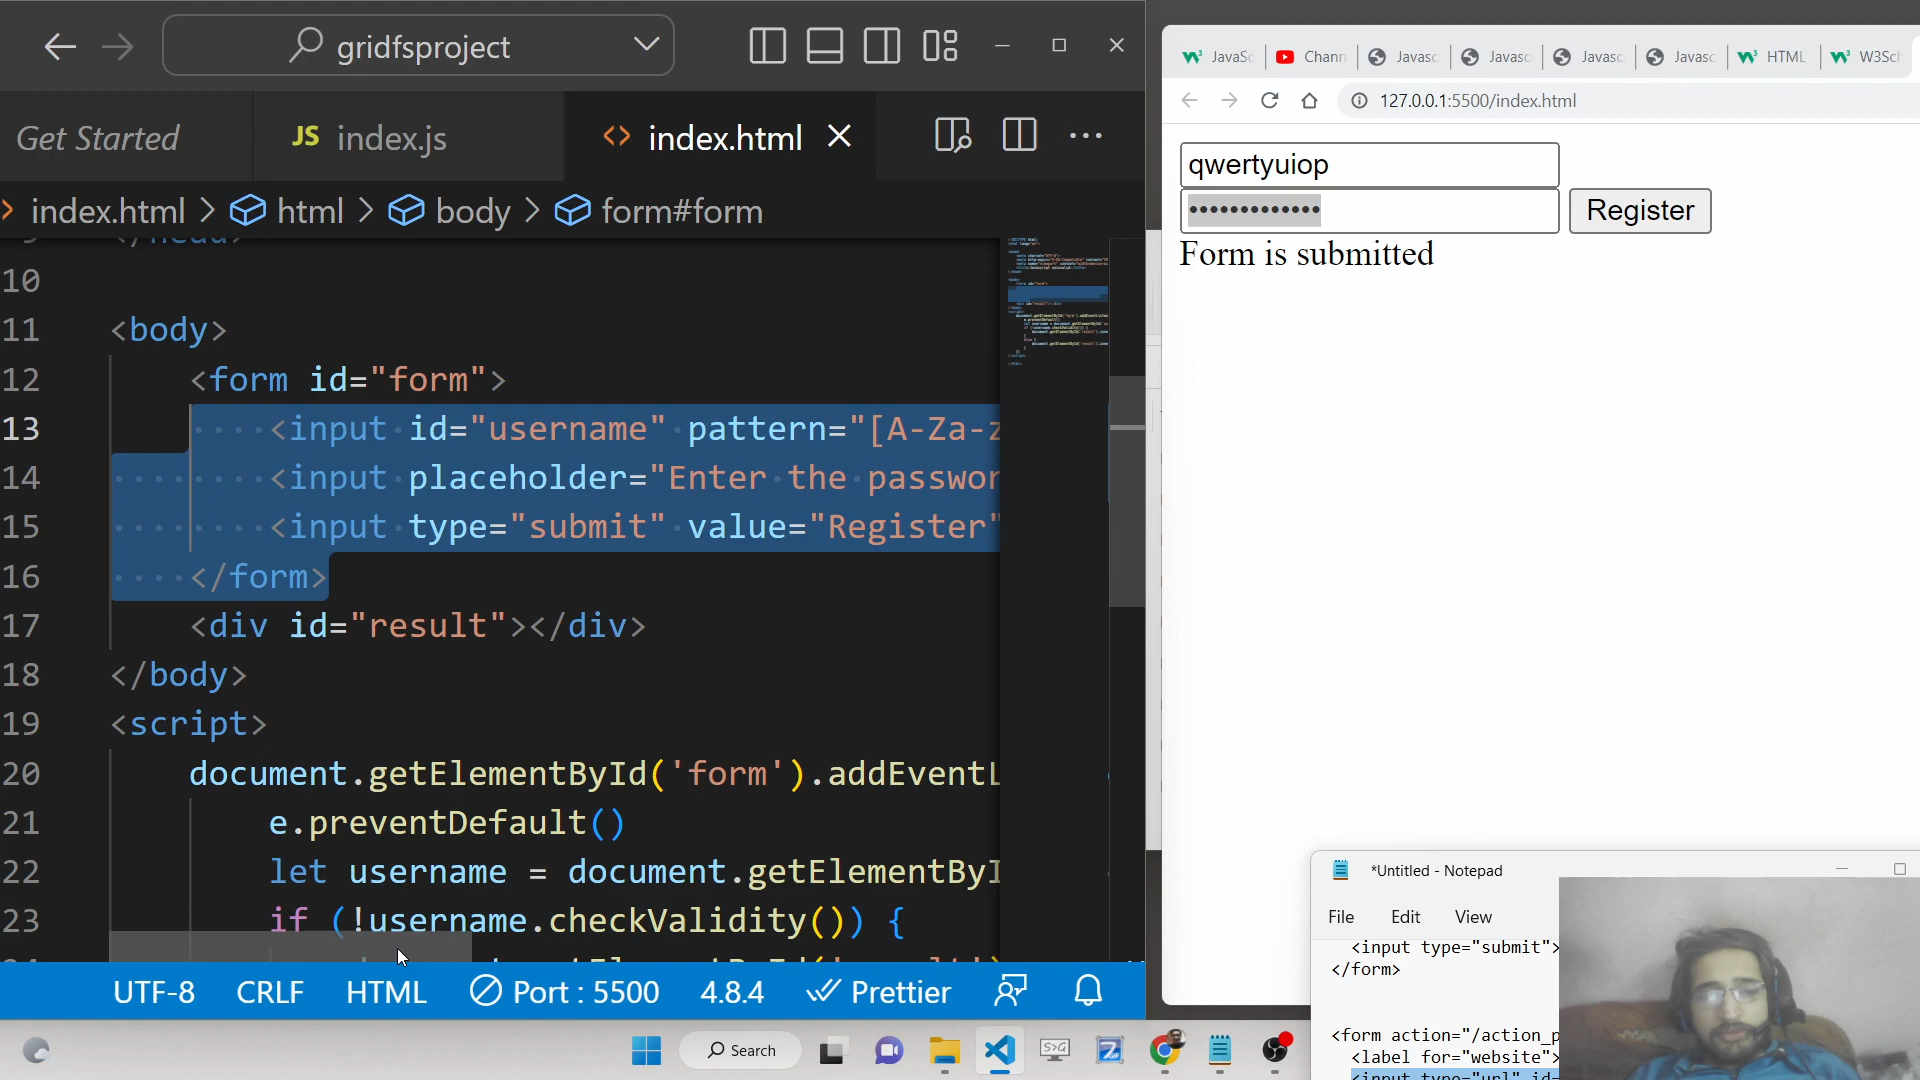 gridfsproject
Get Started
JS index.js
<> index.html
index.html > html > body > form#form
10
11 <body>
12 <form id="form">
13 <input id="username" pattern="[A-Za-z
14 <input placeholder="Enter the passwor
15 <input type="submit" value="Register"
16 </form>
17 <div id="result"></div>
18 </body>
19 <script>
20 document.getElementById('form').addEventL
21 e.preventDefault()
22 let username = document.getElementByI
23 if (!username.checkValidity()) {
UTF-8 CRLF HTML Port : 5500 4.8.4 Prettier
Search
JavaSc Chann Javasc Javasc Javasc Javasc HTML W3Sch
127.0.0.1:5500/index.html
qwertyuiop
Register
Form is submitted
*Untitled - Notepad
File Edit View
<input type="submit">
</form>
<form action="/action_p
<label for="website">
<input type="url" id=